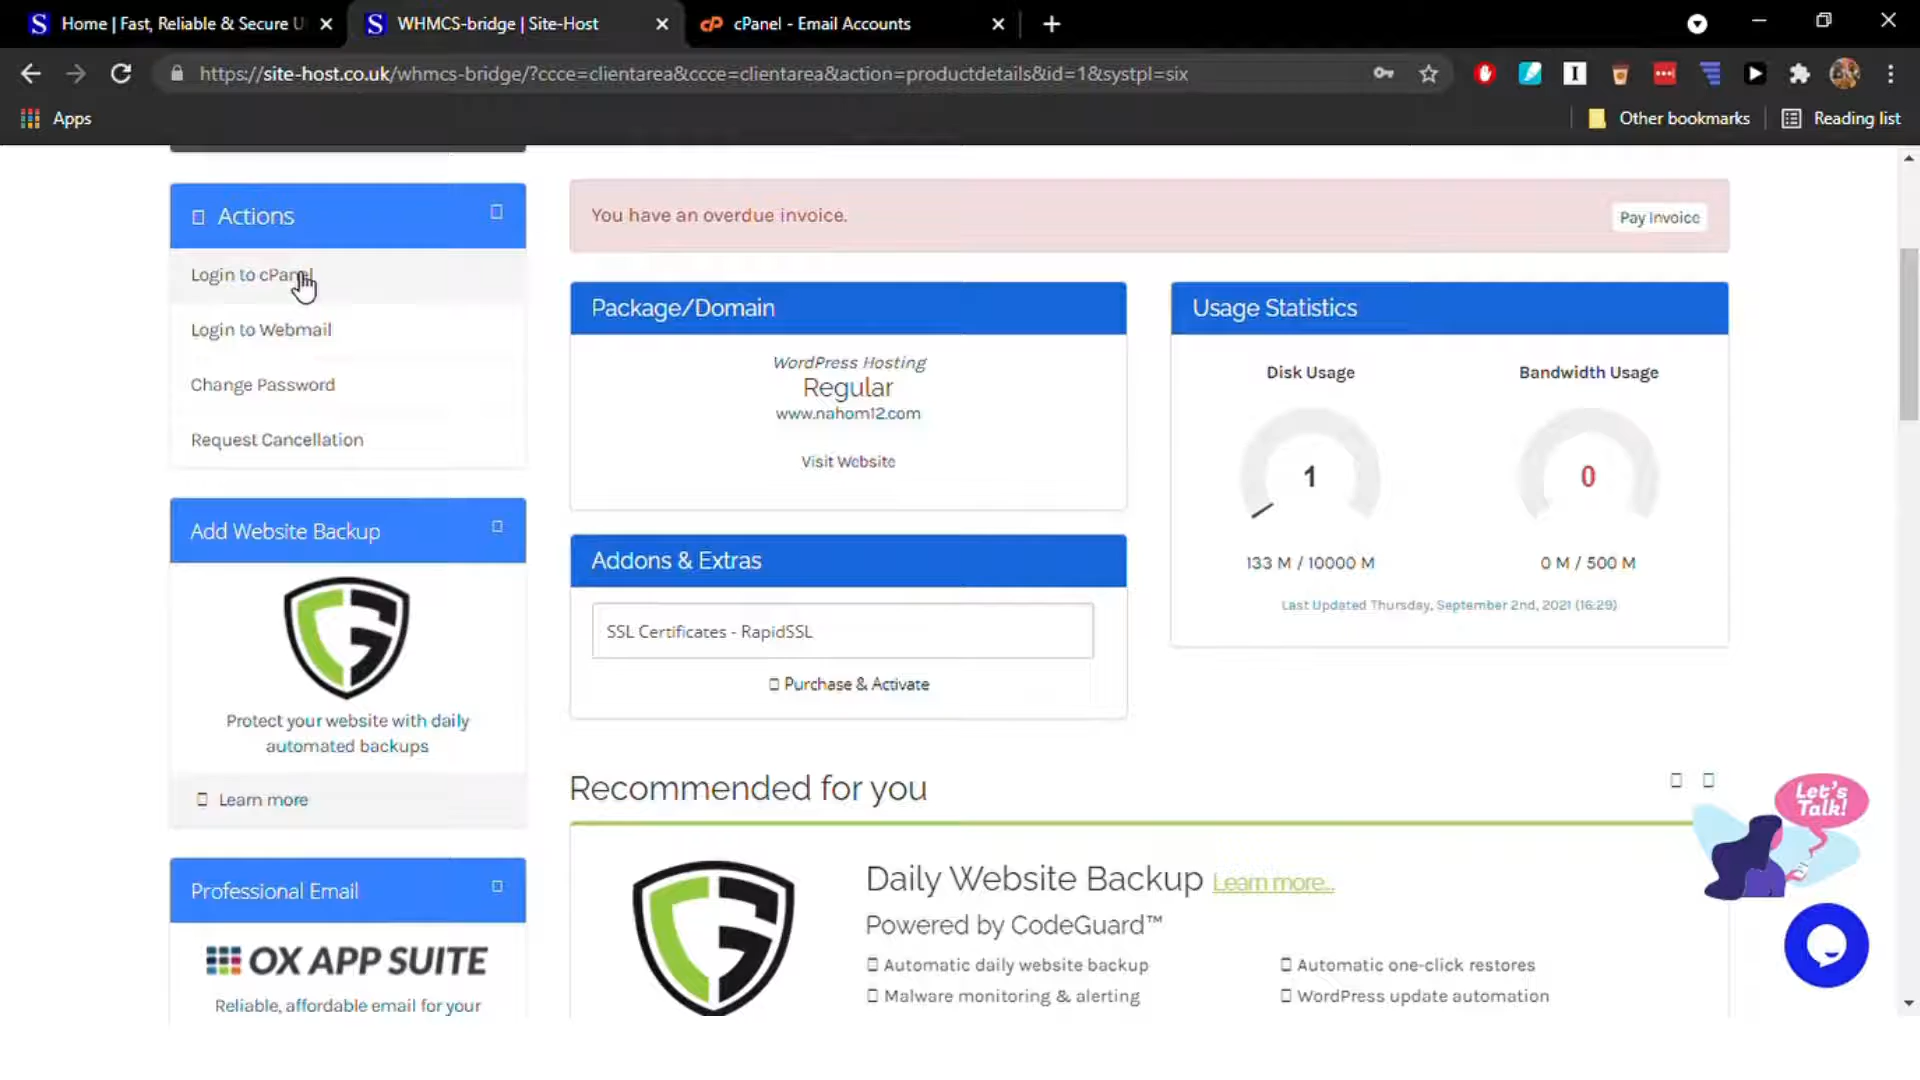 Home | Fast, Reliable & Secure U
WHMCS-bridge | Site-Host
cPanel - Email Accounts
https://site-host.co.uk/whmcs-bridge/?ccce=clientarea&ccce=clientarea&action=productdetails&id=1&systpl=six
Apps
Other bookmarks
Reading list
Actions
Login to cPanel
Login to Webmail
Change Password
Request Cancellation
Add Website Backup
Protect your website with daily
automated backups
Learn more
Professional Email
OX APP SUITE
Reliable, affordable email for your
You have an overdue invoice.
Pay Invoice
Package/Domain
WordPress Hosting
Regular
www.nahom12.com
Visit Website
Addons & Extras
SSL Certificates - RapidSSL
Purchase & Activate
Usage Statistics
Disk Usage
Bandwidth Usage
1
0
133 M / 10000 M
0 M / 500 M
Last Updated Thursday, September 2nd, 2021 (16:29)
Recommended for you
Daily Website Backup Learn more...
Powered by CodeGuard™
Automatic daily website backup
Automatic one-click restores
Malware monitoring & alerting
WordPress update automation
Let's
Talk!